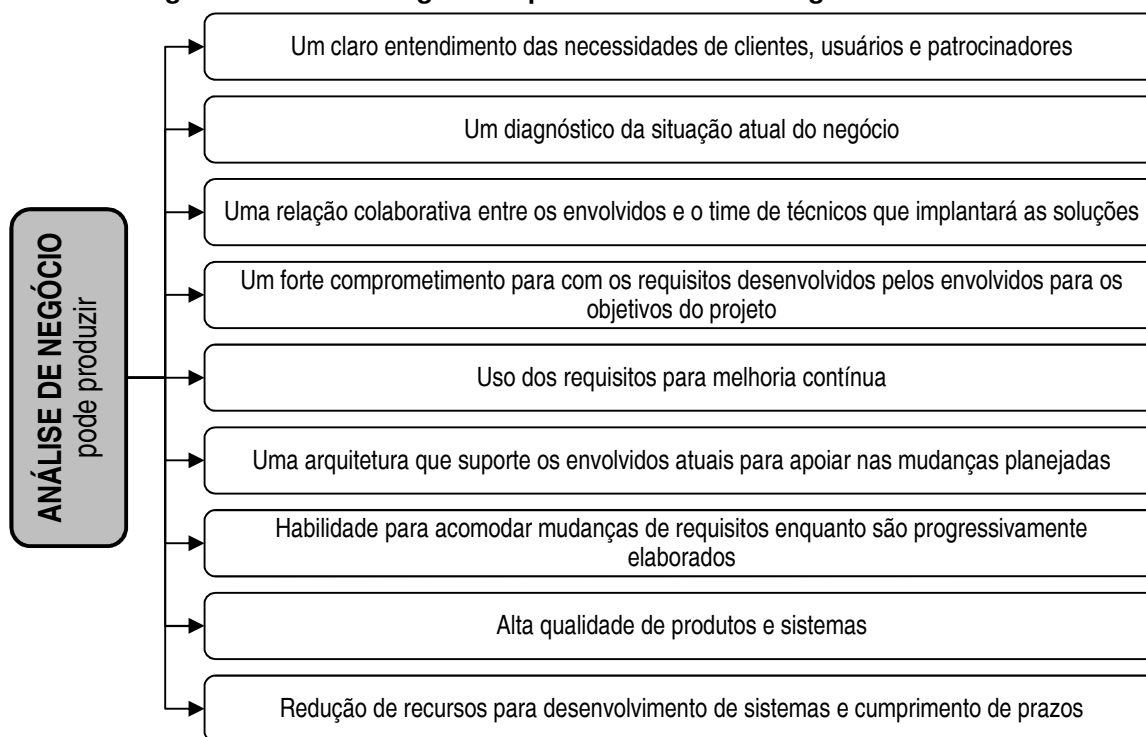 Um claro entendimento das necessidades de clientes, usuários e patrocinadores
Um diagnóstico da situação atual do negócio
Uma relação colaborativa entre os envolvidos e o time de técnicos que implantará as soluções
Um forte comprometimento para com os requisitos desenvolvidos pelos envolvidos para os
objetivos do projeto
ANÁLISE DE NEGÓCIO
pode produzir
Uso dos requisitos para melhoria contínua
Uma arquitetura que suporte os envolvidos atuais para apoiar nas mudanças planejadas
Habilidade para acomodar mudanças de requisitos enquanto são progressivamente
elaborados
Alta qualidade de produtos e sistemas
Redução de recursos para desenvolvimento de sistemas e cumprimento de prazos